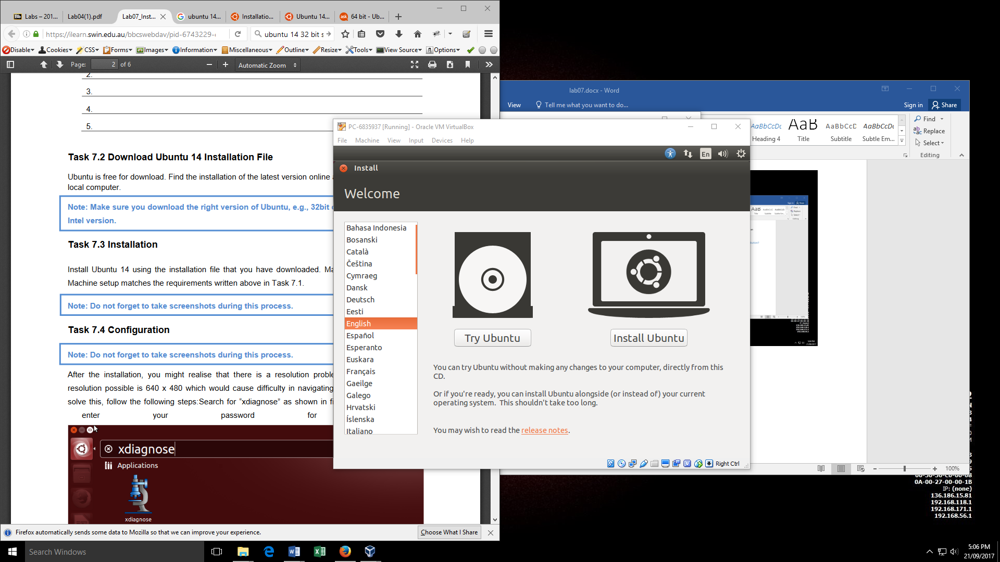 Labs – 201...
Lab04(1).pdf
Lab07_Inst...
ubuntu 14...
Installatio...
Ubuntu 14...
64 bit - Ub...
https://ilearn.swin.edu.au/bbcswebdav/pid-6743229-
ubuntu 14 32 bit s
Disable
Cookies
CSS
Forms
Images
Information
Miscellaneous
Outline
Resize
Tools
View Source
Options
Page: 2 of 6
Automatic Zoom
2.
3.
4.
5.
Task 7.2 Download Ubuntu 14 Installation File
Ubuntu is free for download. Find the installation of the latest version online
local computer.
Note: Make sure you download the right version of Ubuntu, e.g., 32bit
Intel version.
Task 7.3 Installation
Install Ubuntu 14 using the installation file that you have downloaded.
Machine setup matches the requirements written above in Task 7.1.
Note: Do not forget to take screenshots during this process.
Task 7.4 Configuration
Note: Do not forget to take screenshots during this process.
After the installation, you might realise that there is a resolution
resolution possible is 640 x 480 which would cause difficulty in navigating
solve this, follow the following steps:Search for “xdiagnose” as shown in
enter your password for
xdiagnose
Applications
xdiagnose
Firefox automatically sends some data to Mozilla so that we can improve your experience.
Choose What I Share
lab07.docx - Word
View
Tell me what you want to do...
Sign in
Share
AaBbCcDc
AaB
AaBbCcD
AaBbCcDc
Heading 4
Title
Subtitle
Subtle Em...
Find
Replace
Select
Editing
100%
PC-6835937 [Running] - Oracle VM VirtualBox
File
Machine
View
Input
Devices
Help
En
Install
Welcome
Bahasa Indonesia
Bosanski
Català
Čeština
Cymraeg
Dansk
Deutsch
Eesti
English
Español
Esperanto
Euskara
Français
Gaeilge
Galego
Hrvatski
Íslenska
Italiano
Try Ubuntu
Install Ubuntu
You can try Ubuntu without making any changes to your computer, directly from this
CD.
Or if you're ready, you can install Ubuntu alongside (or instead of) your current
operating system. This shouldn't take too long.
You may wish to read the release notes.
Right Ctrl
0A-00-27-00-00-1B
IP: (none)
136.186.15.81
192.168.118.1
192.168.171.1
192.168.56.1
Search Windows
5:06 PM
21/09/2017